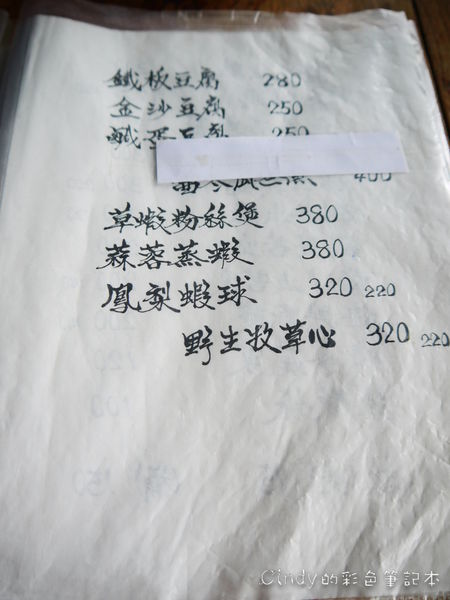 鐵板豆腐 280
金沙豆腐 250
鹹蛋豆腐 250
400
草蝦粉絲煲 380
蒜蓉蒸蝦 380
鳳梨蝦球 320 220
野生牧草心 320 220
Cindy的彩色筆記本